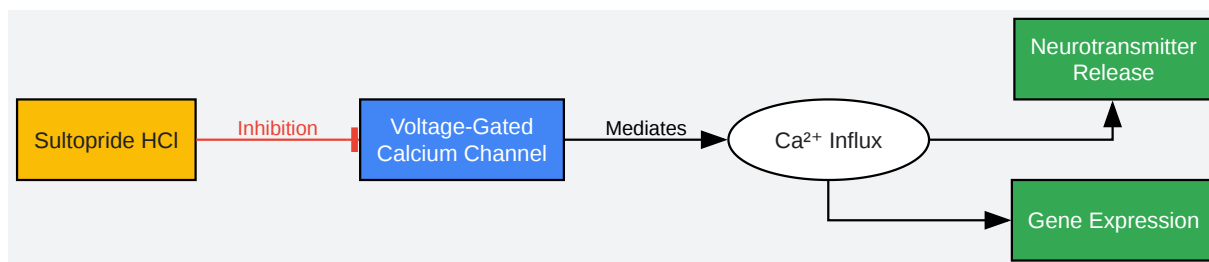 Sultopride HCl
Inhibition
Voltage-Gated
Calcium Channel
Mediates
Ca²⁺ Influx
Neurotransmitter
Release
Gene Expression